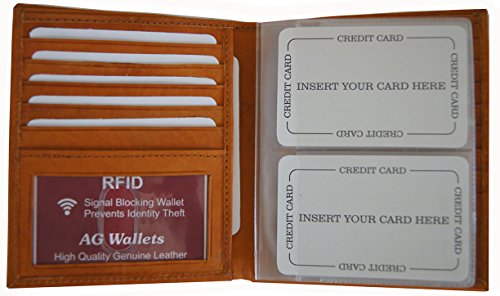 RFID
Signal Blocking Wallet
Prevents Identity Theft
AG Wallets
High Quality Genuine Leather
CREDIT CARD
CREDIT CARD
INSERT YOUR CARD HERE
CREDIT CARD
CREDIT CARD
CREDIT CARD
CREDIT CARD
INSERT YOUR CARD HERE
CREDIT CARD
CREDIT CARD